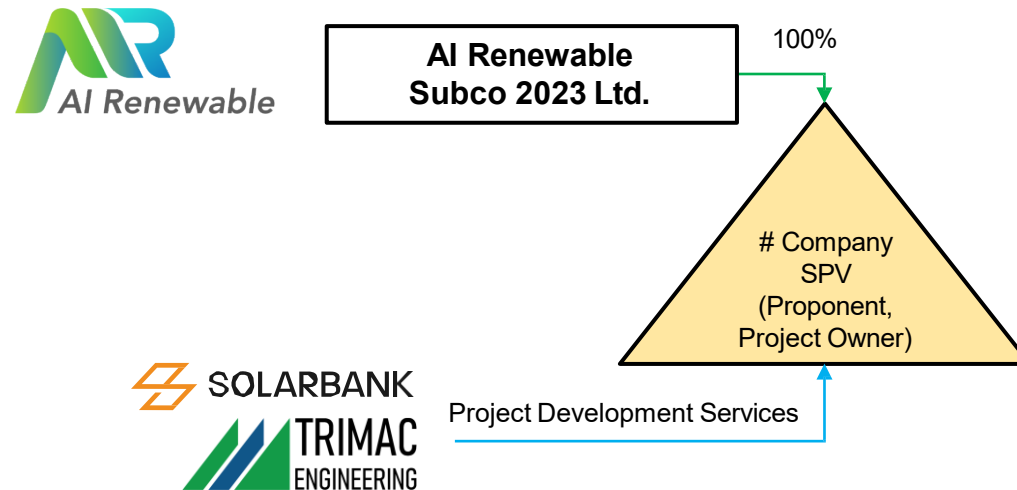 AI Renewable
AI Renewable
Subco 2023 Ltd.
100%
# Company
SPV
(Proponent,
Project Owner)
SOLARBANK
TRIMAC
ENGINEERING
Project Development Services